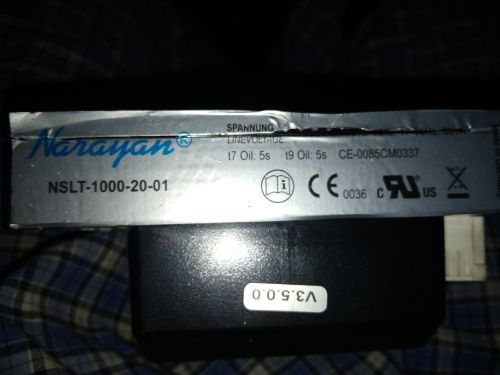 Narayan®
NSLT-1000-20-01
SPANNUNG
LINEVOLTAGE
t7 Oil: 5s t9 Oil: 5s CE-0085CM0337
i CE 0036 c RU US
V3.5.0.0